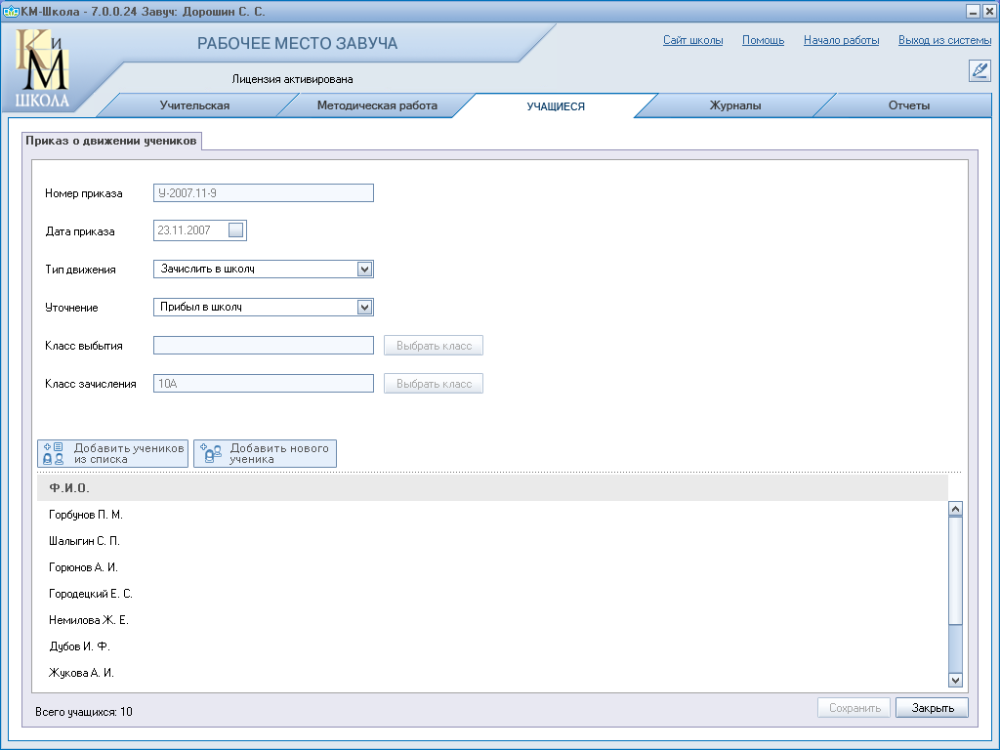 КМ-Школа - 7.0.0.24 Завуч: Дорошин С. С.
КиМ
ШКОЛА
РАБОЧЕЕ МЕСТО ЗАВУЧА
Сайт школы Помощь Начало работы Выход из системы
Лицензия активирована
Учительская Методическая работа УЧАЩИЕСЯ Журналы Отчеты
Приказ о движении учеников
Номер приказа У-2007.11-9
Дата приказа 23.11.2007
Тип движения Зачислить в школу
Уточнение Прибыл в школу
Класс выбытия Выбрать класс
Класс зачисления 10А Выбрать класс
Добавить учеников из списка
Добавить нового ученика
Ф.И.О.
Горбунов П. М.
Шалыгин С. П.
Горюнов А. И.
Городецкий Е. С.
Немилова Ж. Е.
Дубов И. Ф.
Жукова А. И.
Всего учащихся: 10 Сохранить Закрыть